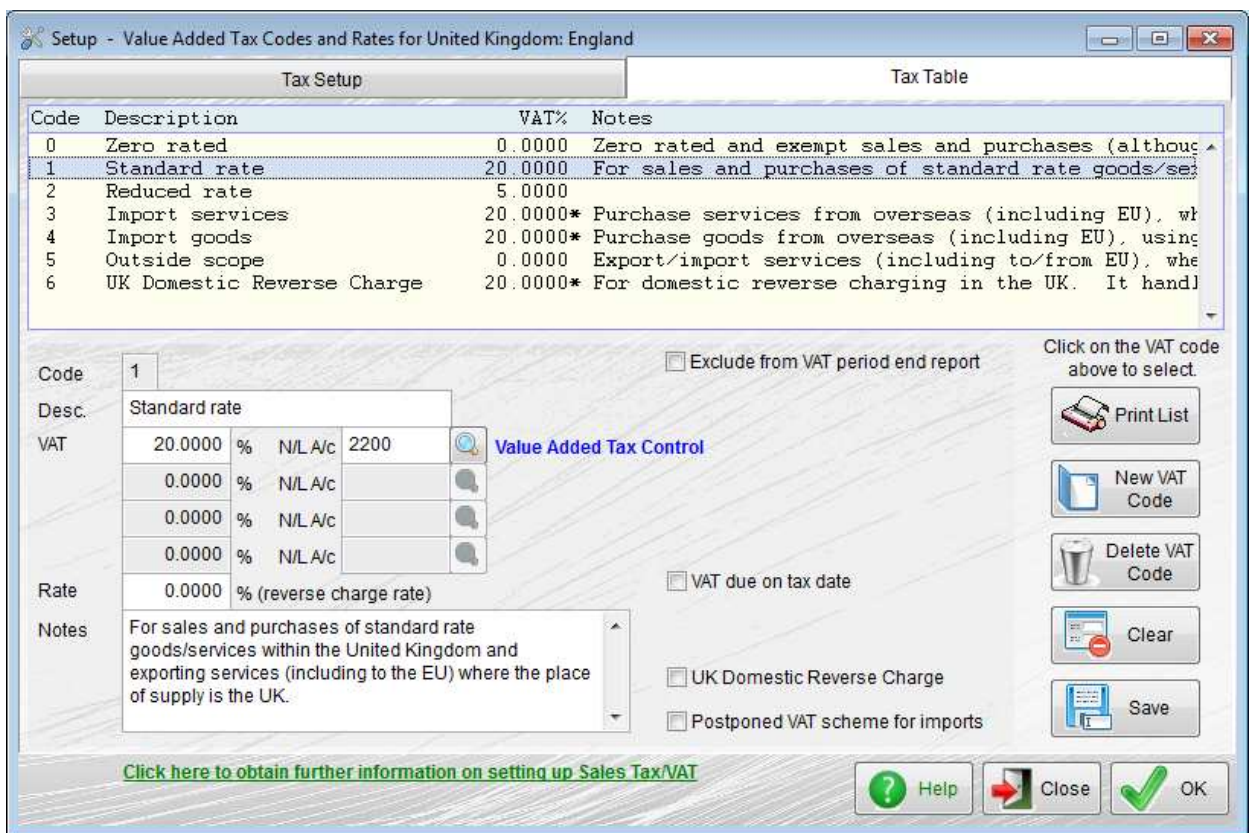 Setup - Value Added Tax Codes and Rates for United Kingdom: England
Tax Setup Tax Table
Code Description VAT% Notes
0 Zero rated 0.0000 Zero rated and exempt sales and purchases (althoug
1 Standard rate 20.0000 For sales and purchases of standard rate goods/se
2 Reduced rate 5.0000
3 Import services 20.0000* Purchase services from overseas (including EU), wh
4 Import goods 20.0000* Purchase goods from overseas (including EU), using
5 Outside scope 0.0000 Export/import services (including to/from EU), whe
6 UK Domestic Reverse Charge 20.0000* For domestic reverse charging in the UK. It handl
Code 1
Exclude from VAT period end report
Click on the VAT code
above to select.
Desc. Standard rate
Print List
VAT 20.0000 % N/L A/c 2200 Value Added Tax Control
0.0000 % N/L A/c
New VAT
Code
0.0000 % N/L A/c
0.0000 % N/L A/c
Delete VAT
Code
Rate 0.0000 % (reverse charge rate)
VAT due on tax date
Notes For sales and purchases of standard rate
goods/services within the United Kingdom and
exporting services (including to the EU) where the place
of supply is the UK.
Clear
UK Domestic Reverse Charge
Postponed VAT scheme for imports
Save
Click here to obtain further information on setting up Sales Tax/VAT
Help Close OK